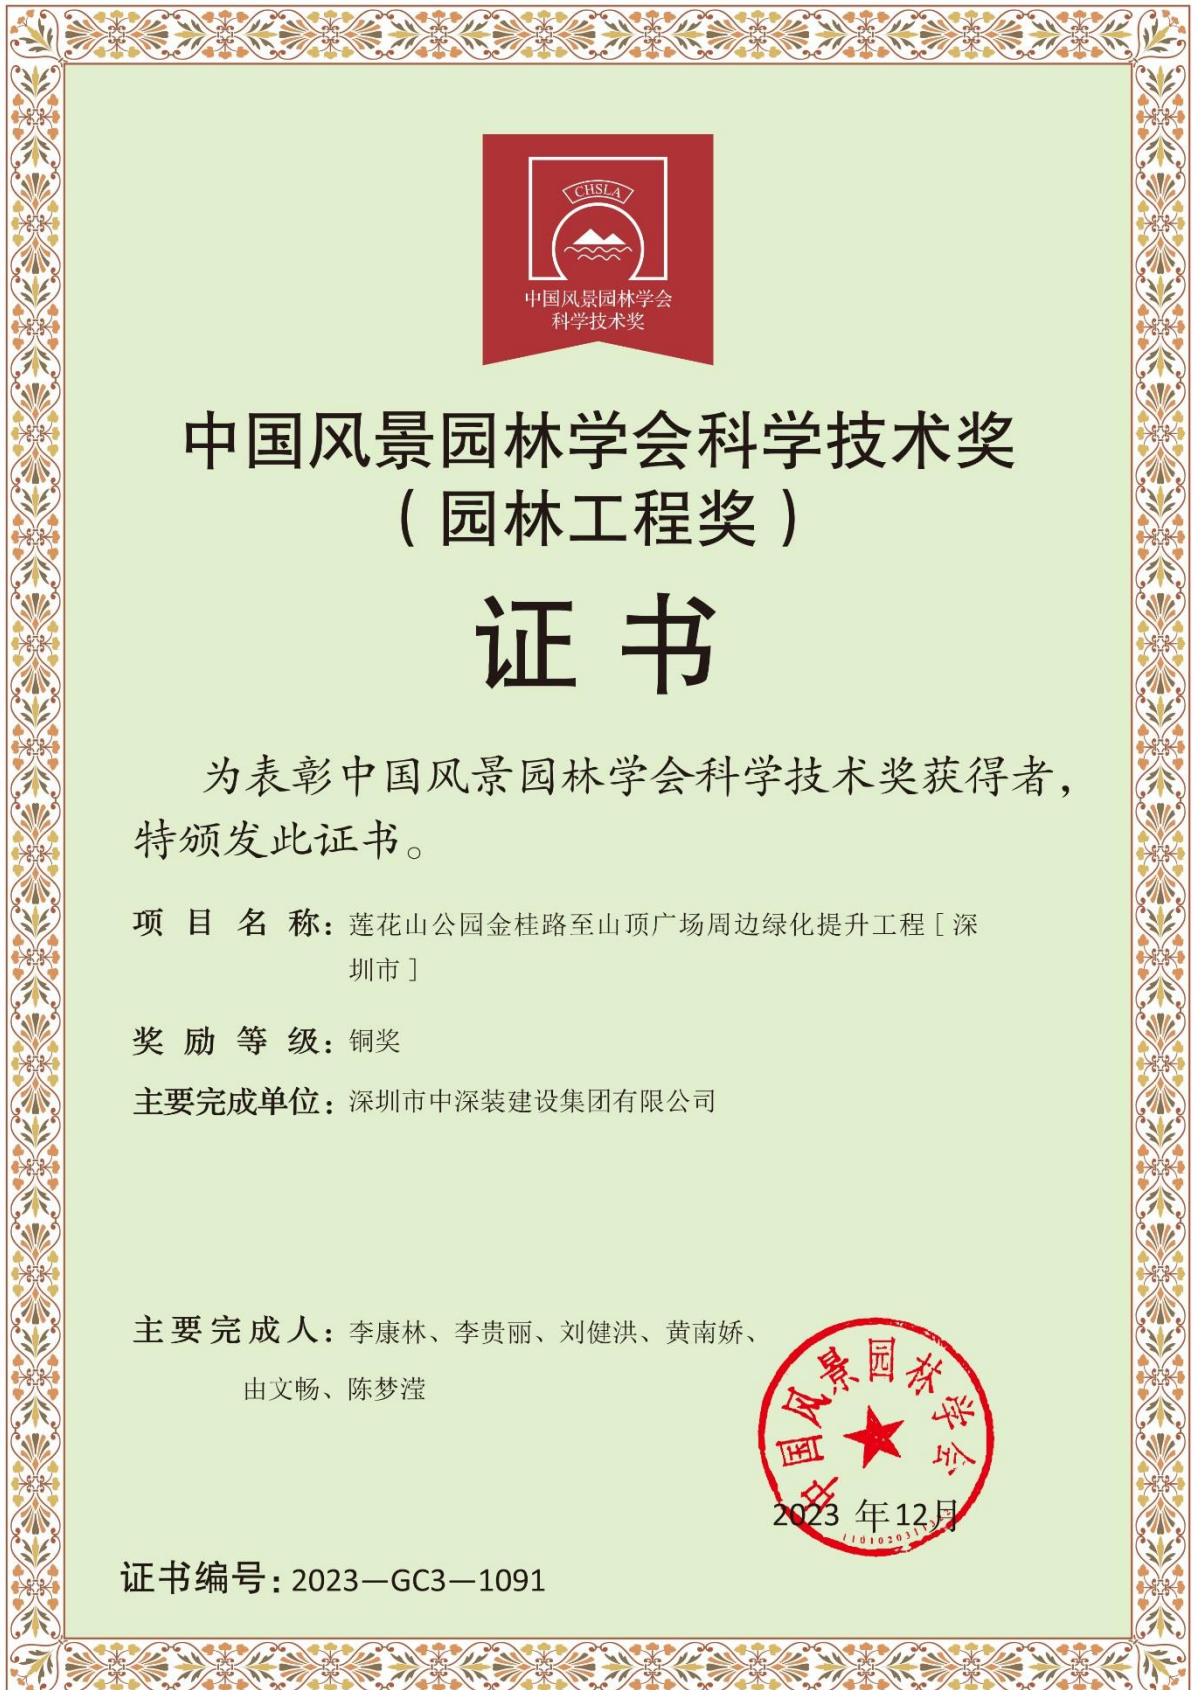 CHSLA
中国风景园林学会
科学技术奖
中国风景园林学会科学技术奖
（园林工程奖）
证书
为表彰中国风景园林学会科学技术奖获得者，
特颁发此证书。
项目名称：莲花山公园金桂路至山顶广场周边绿化提升工程［深
圳市］
奖励等级：铜奖
主要完成单位：深圳市中深装建设集团有限公司
主要完成人：李康林、李贵丽、刘健洪、黄南娇、
由文畅、陈梦滢
中国风景园林学会
2023 年12月
证书编号：2023—GC3—1091